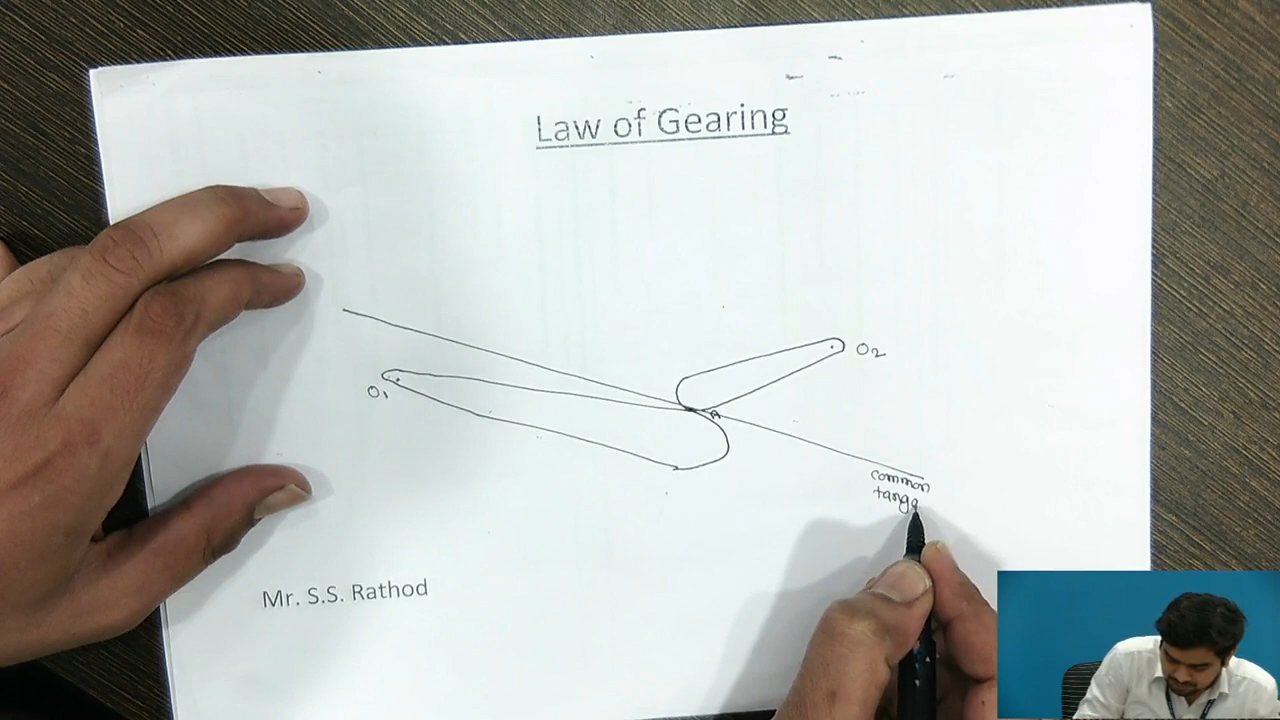 Law of Gearing
O2
O1
A
common
tange
Mr. S.S. Rathod